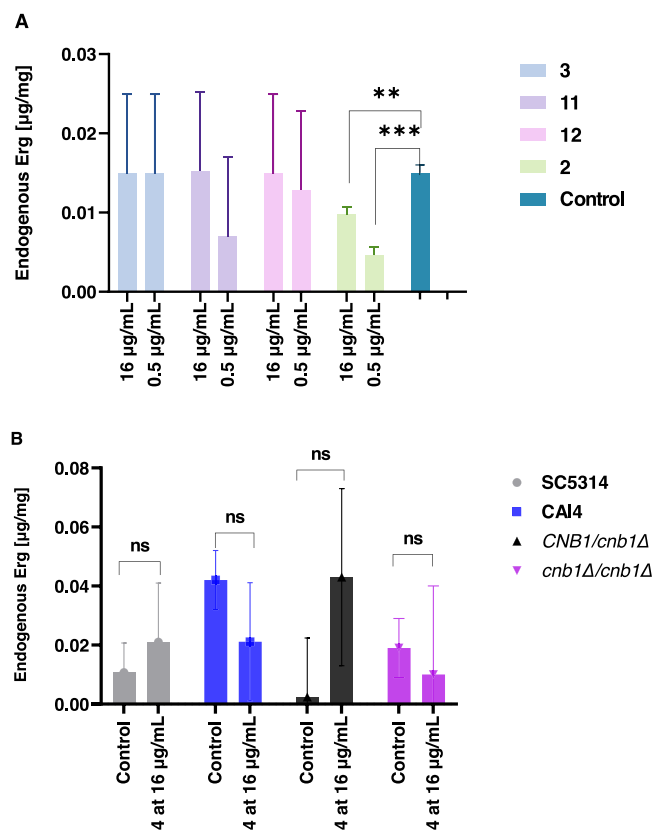 A
Endogenous Erg [µg/mg]
0.03
0.02
0.01
0.00
**
***
16 µg/mL
0.5 µg/mL
16 µg/mL
0.5 µg/mL
16 µg/mL
0.5 µg/mL
16 µg/mL
0.5 µg/mL
3
11
12
2
Control
B
Endogenous Erg [µg/mg]
0.08
0.06
0.04
0.02
0.00
ns
ns
ns
ns
Control
4 at 16 µg/mL
Control
4 at 16 µg/mL
Control
4 at 16 µg/mL
Control
4 at 16 µg/mL
SC5314
CAI4
CNB1/cnb1Δ
cnb1Δ/cnb1Δ